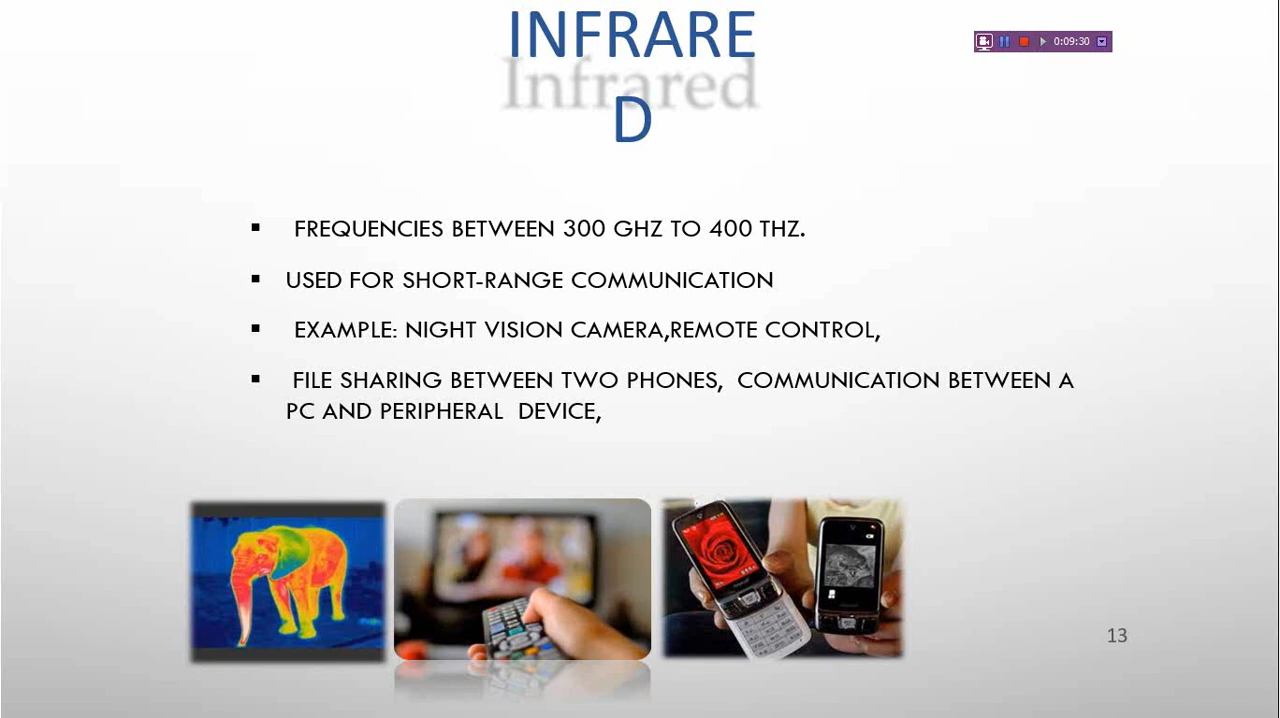 INFRARE
Infrared
D
0:09:30
▪ FREQUENCIES BETWEEN 300 GHZ TO 400 THZ.
▪ USED FOR SHORT-RANGE COMMUNICATION
▪ EXAMPLE: NIGHT VISION CAMERA,REMOTE CONTROL,
▪ FILE SHARING BETWEEN TWO PHONES, COMMUNICATION BETWEEN A
PC AND PERIPHERAL DEVICE,
13